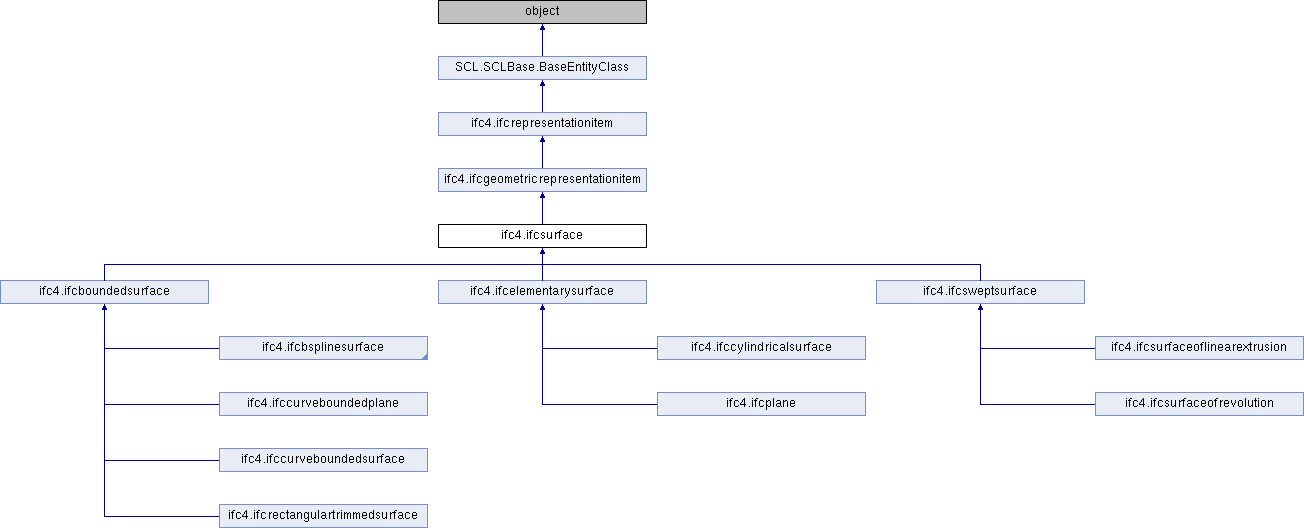 object
SCL.SCLBase.BaseEntityClass
ifc4.ifcrepresentationitem
ifc4.ifcgeometricrepresentationitem
ifc4.ifcsurface
ifc4.ifcboundedsurface
ifc4.ifcelementarysurface
ifc4.ifcsweptsurface
ifc4.ifcbsplinesurface
ifc4.ifccylindricalsurface
ifc4.ifcsurfaceoflinearextrusion
ifc4.ifccurveboundedplane
ifc4.ifcplane
ifc4.ifcsurfaceofrevolution
ifc4.ifccurveboundedsurface
ifc4.ifcrectangulartrimmedsurface